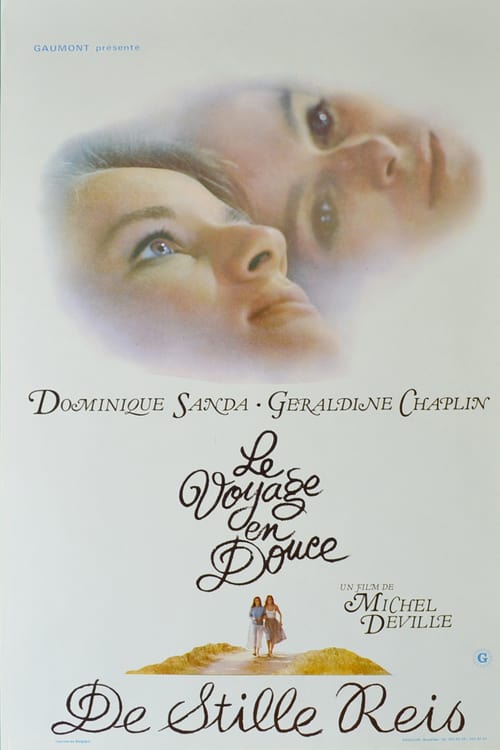 GAUMONT présente
DOMINIQUE SANDA · GERALDINE CHAPLIN
Le
Voyage
en
Douce
UN FILM DE
MICHEL
DEVILLE
G
De Stille Reis